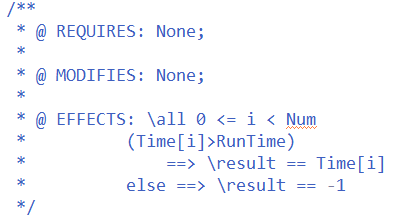 /**
* @ REQUIRES: None;
*
* @ MODIFIES: None;
*
* @ EFFECTS: \all 0 <= i < Num
* (Time[i]>RunTime)
* ==> \result == Time[i]
* else ==> \result == -1
*/